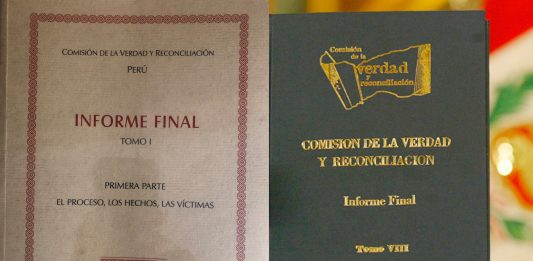 COMISIÓN DE LA VERDAD Y RECONCILIACIÓN
PERÚ
INFORME FINAL
TOMO I
PRIMERA PARTE
EL PROCESO, LOS HECHOS, LAS VÍCTIMAS
Comisión
de la
verdad
y
reconciliación
COMISION DE LA VERDAD
Y RECONCILIACION
Informe Final
Tomo VIII